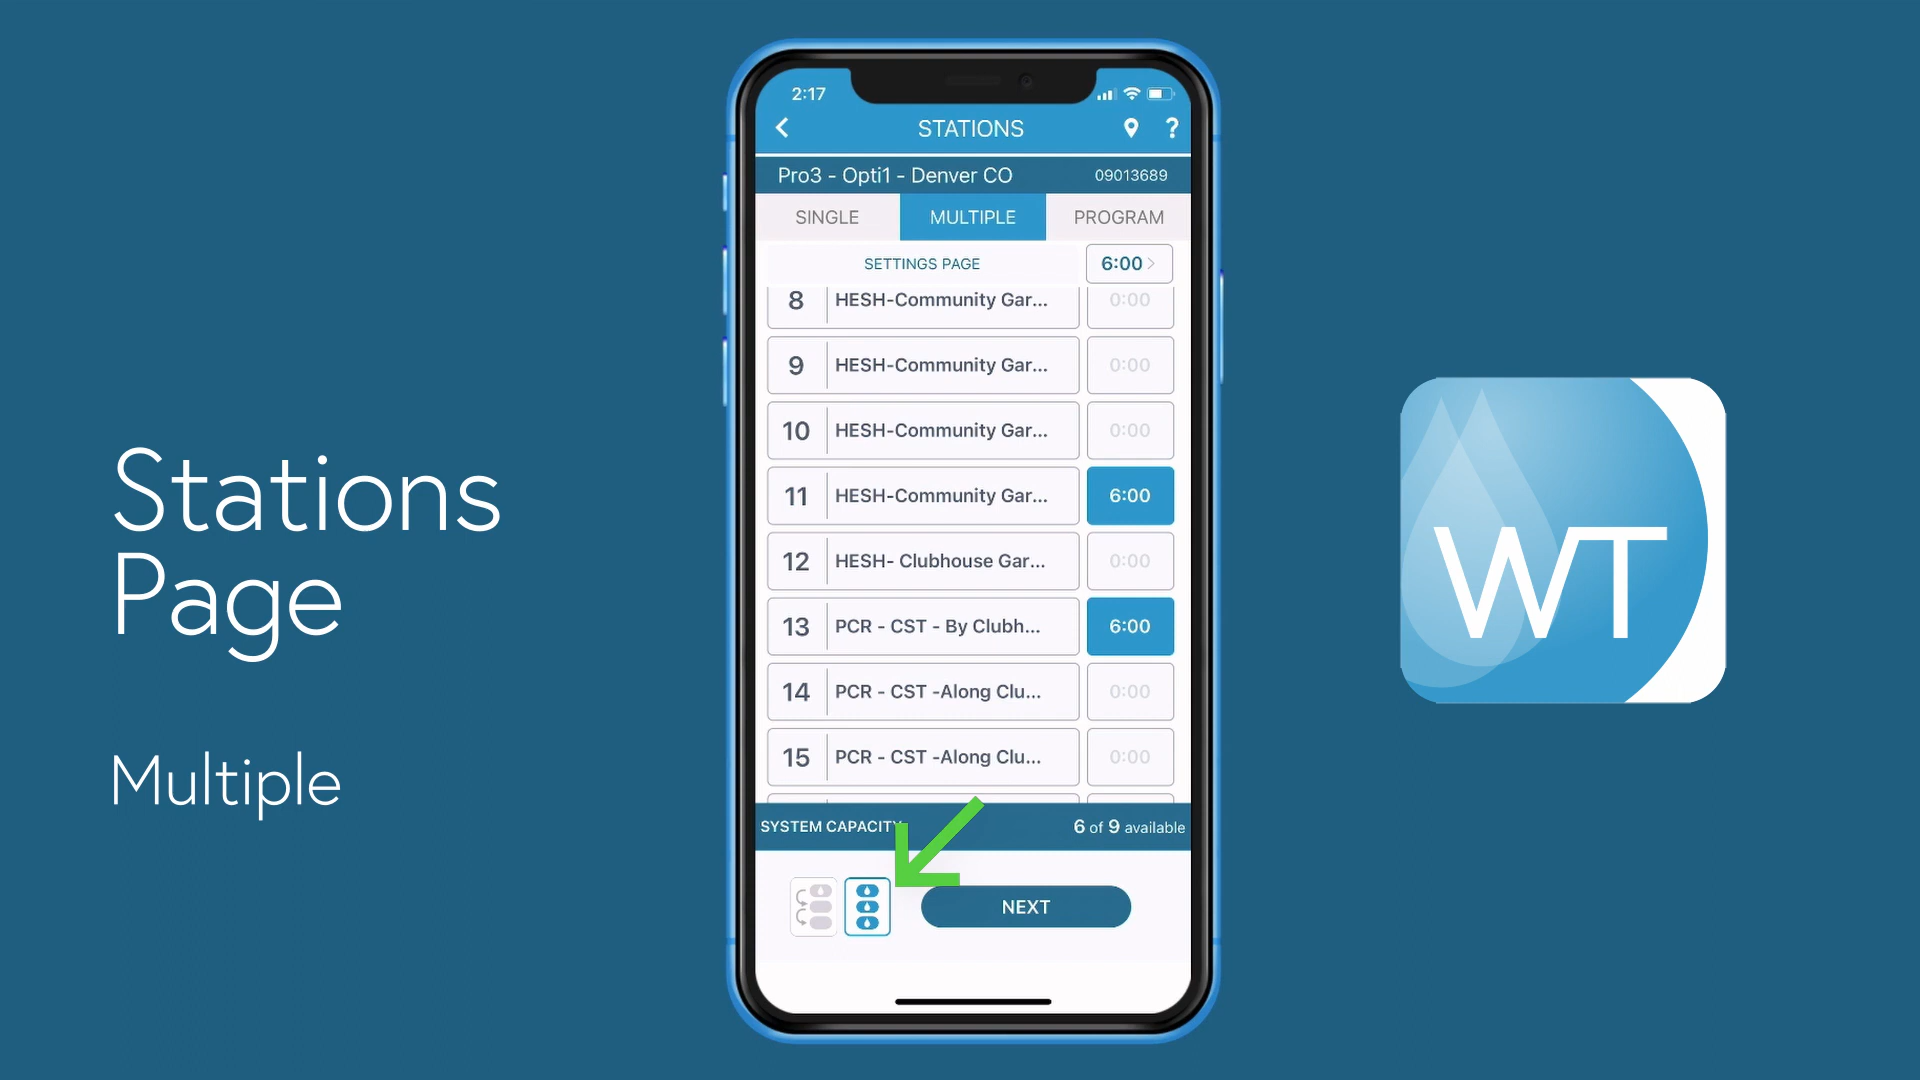 Stations
Page
Multiple
2:17
STATIONS
?
Pro3 - Opti1 - Denver CO 09013689
SINGLE MULTIPLE PROGRAM
SETTINGS PAGE 6:00
8 HESH-Community Gar... 0:00
9 HESH-Community Gar... 0:00
10 HESH-Community Gar... 0:00
11 HESH-Community Gar... 6:00
12 HESH- Clubhouse Gar... 0:00
13 PCR - CST - By Clubh... 6:00
14 PCR - CST -Along Clu... 0:00
15 PCR - CST -Along Clu... 0:00
SYSTEM CAPACITY 6 of 9 available
NEXT
WT